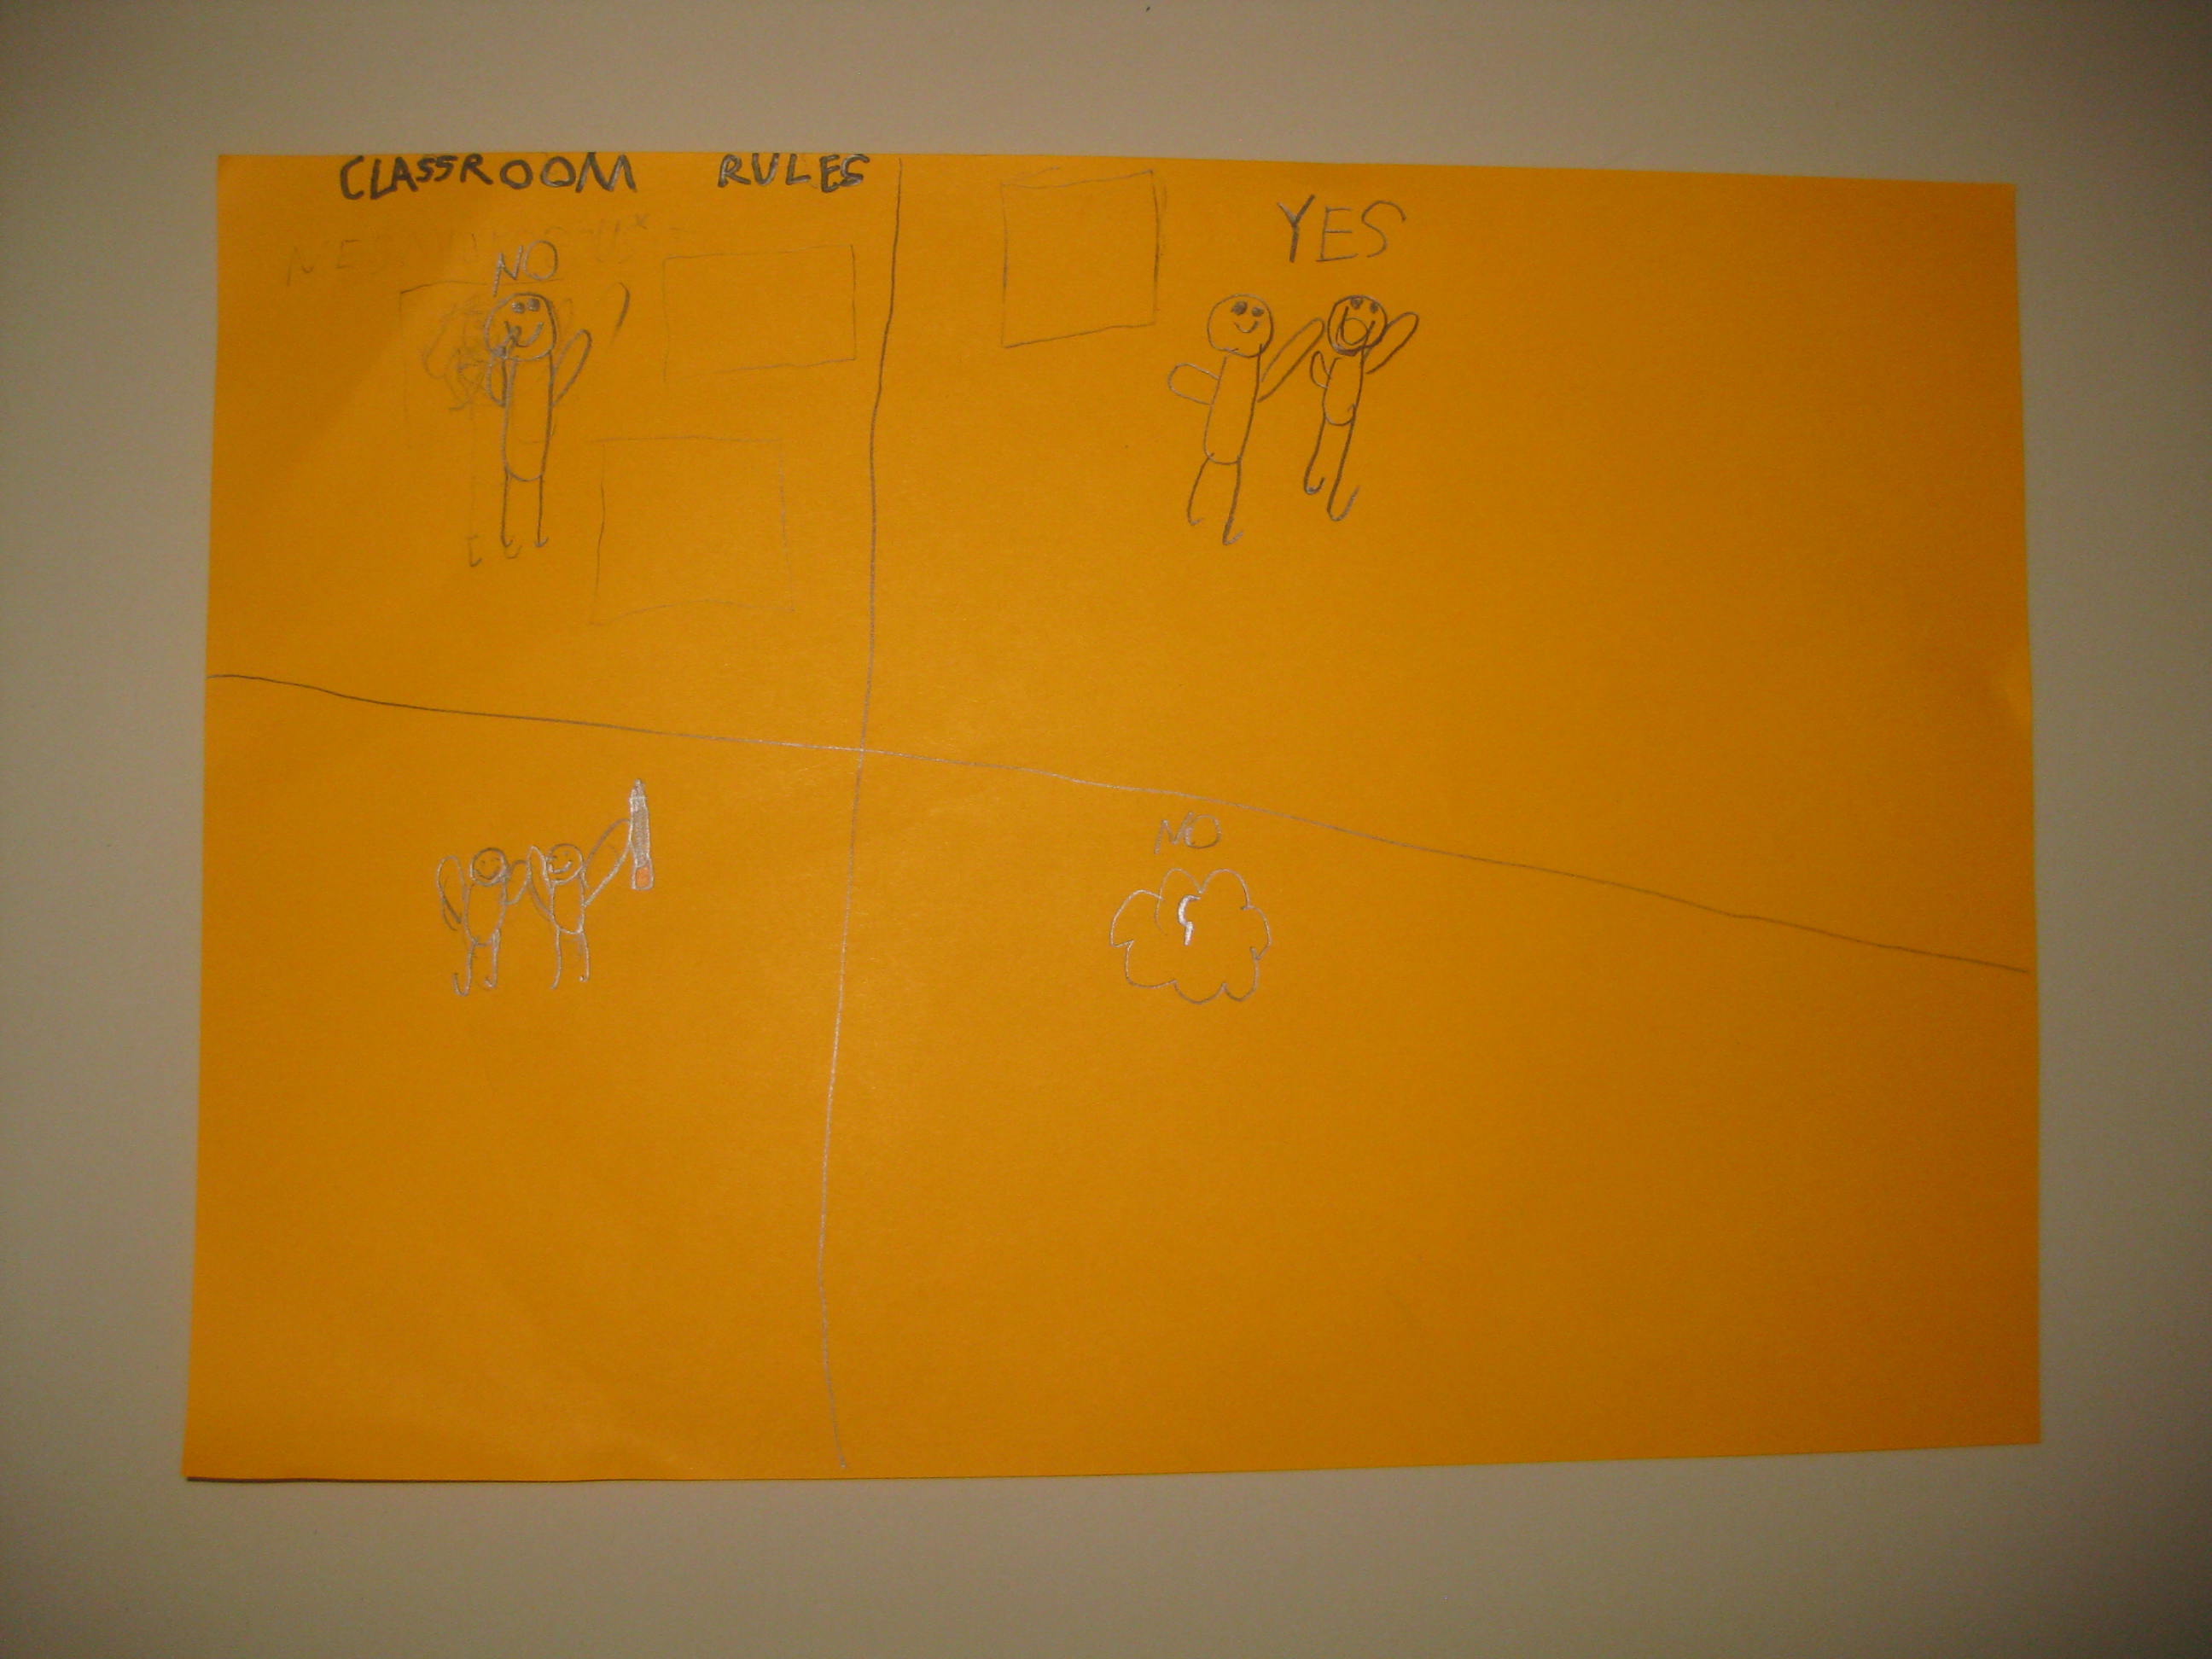 CLASSROOM RULES
NO
YES
NO